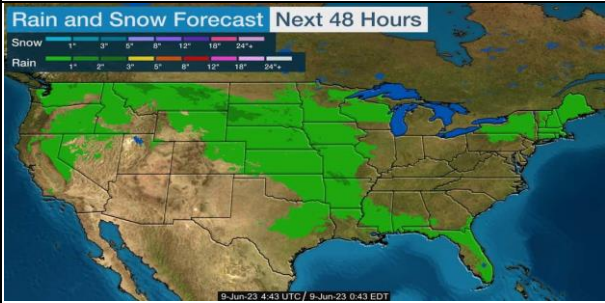 Rain and Snow Forecast Next 48 Hours
Snow 1" 3" 5" 8" 12" 18" 24"+
Rain 1" 2" 3" 5" 8" 12" 18" 24"+
9-Jun-23 4:43 UTC / 9-Jun-23 0:43 EDT